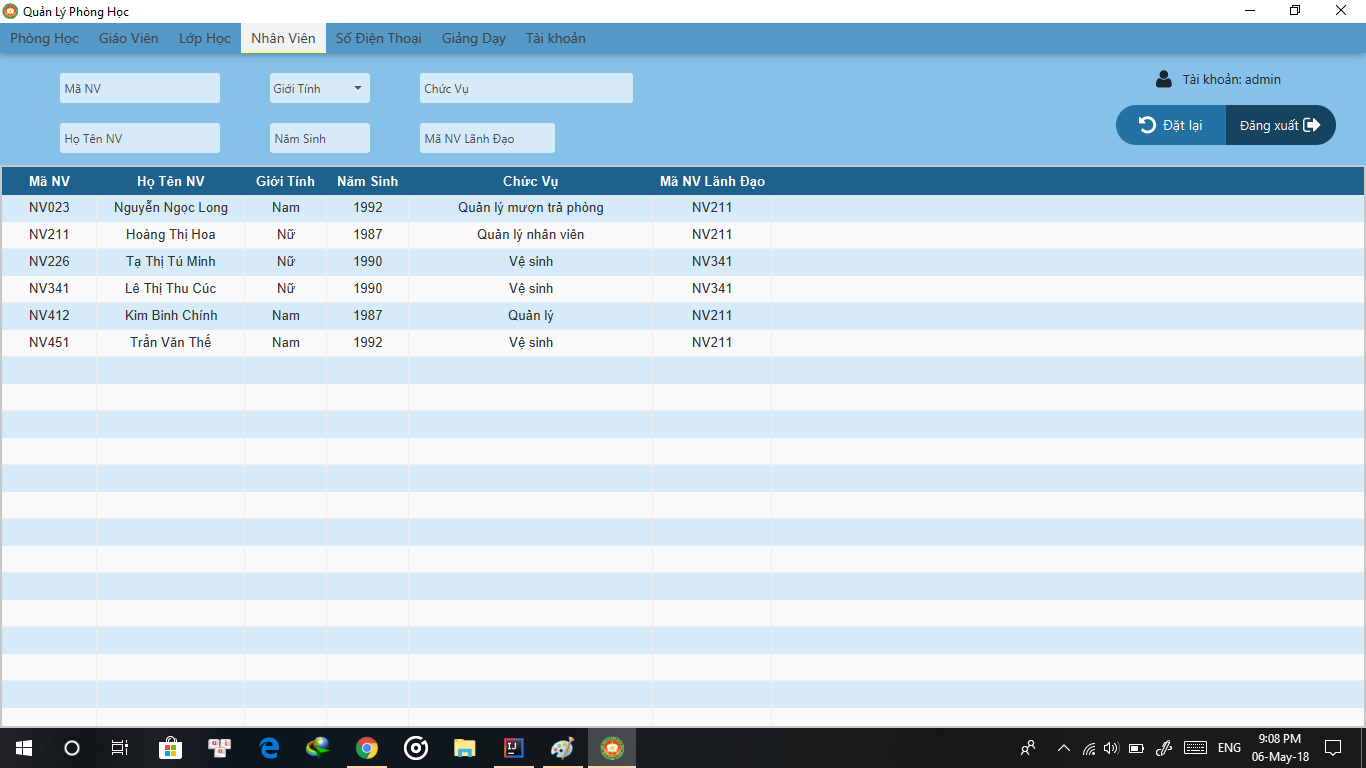 Quản Lý Phòng Học
Phòng Học Giáo Viên Lớp Học Nhân Viên Số Điện Thoại Giảng Dạy Tài khoản
Mã NV Giới Tính Chức Vụ Tài khoản: admin
Họ Tên NV Năm Sinh Mã NV Lãnh Đạo Đặt lại Đăng xuất
Mã NV Họ Tên NV Giới Tính Năm Sinh Chức Vụ Mã NV Lãnh Đạo
NV023 Nguyễn Ngọc Long Nam 1992 Quản lý mượn trả phòng NV211
NV211 Hoàng Thị Hoa Nữ 1987 Quản lý nhân viên NV211
NV226 Tạ Thị Tú Minh Nữ 1990 Vệ sinh NV341
NV341 Lê Thị Thu Cúc Nữ 1990 Vệ sinh NV341
NV412 Kim Bình Chính Nam 1987 Quản lý NV211
NV451 Trần Văn Thế Nam 1992 Vệ sinh NV211
ENG 9:08 PM
06-May-18